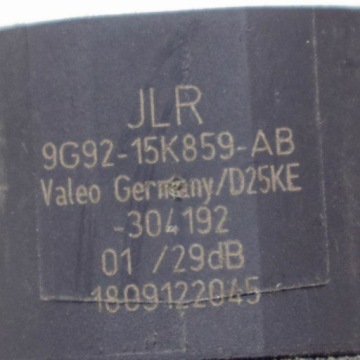 JLR
9G92-15K859-AB
Valeo Germany/D25KE
-304192
01 /29dB
1809122045